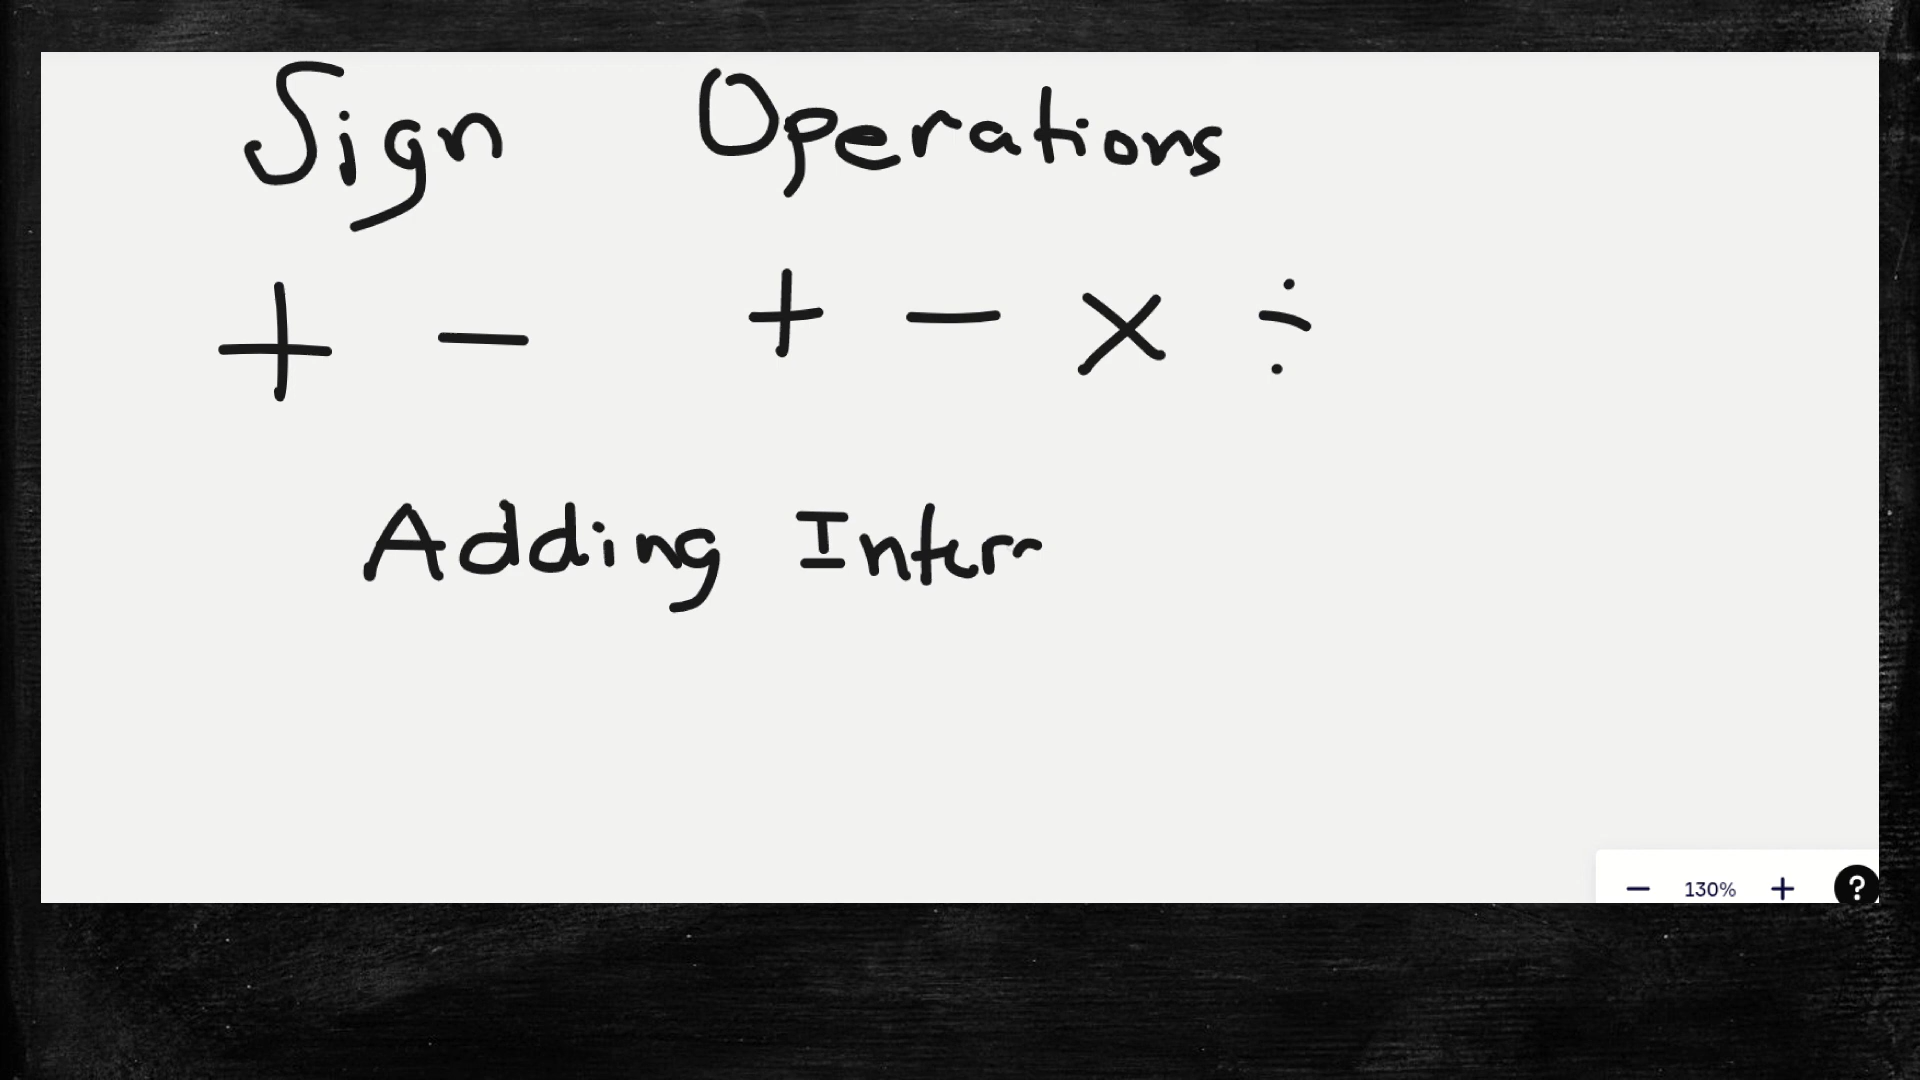 Sign Operations
+ - + - × ÷
Adding
− 130% + ?